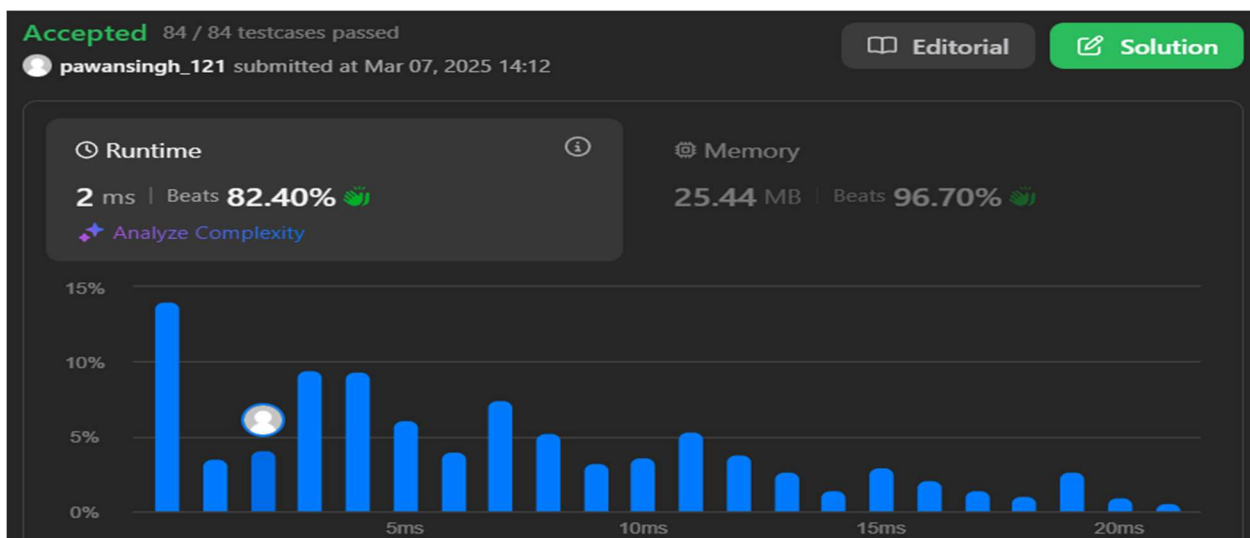 Accepted 84 / 84 testcases passed
pawansingh_121 submitted at Mar 07, 2025 14:12
Editorial
Solution
Runtime
2 ms | Beats 82.40%
Analyze Complexity
Memory
25.44 MB | Beats 96.70%
15%
10%
5%
0%
5ms 10ms 15ms 20ms